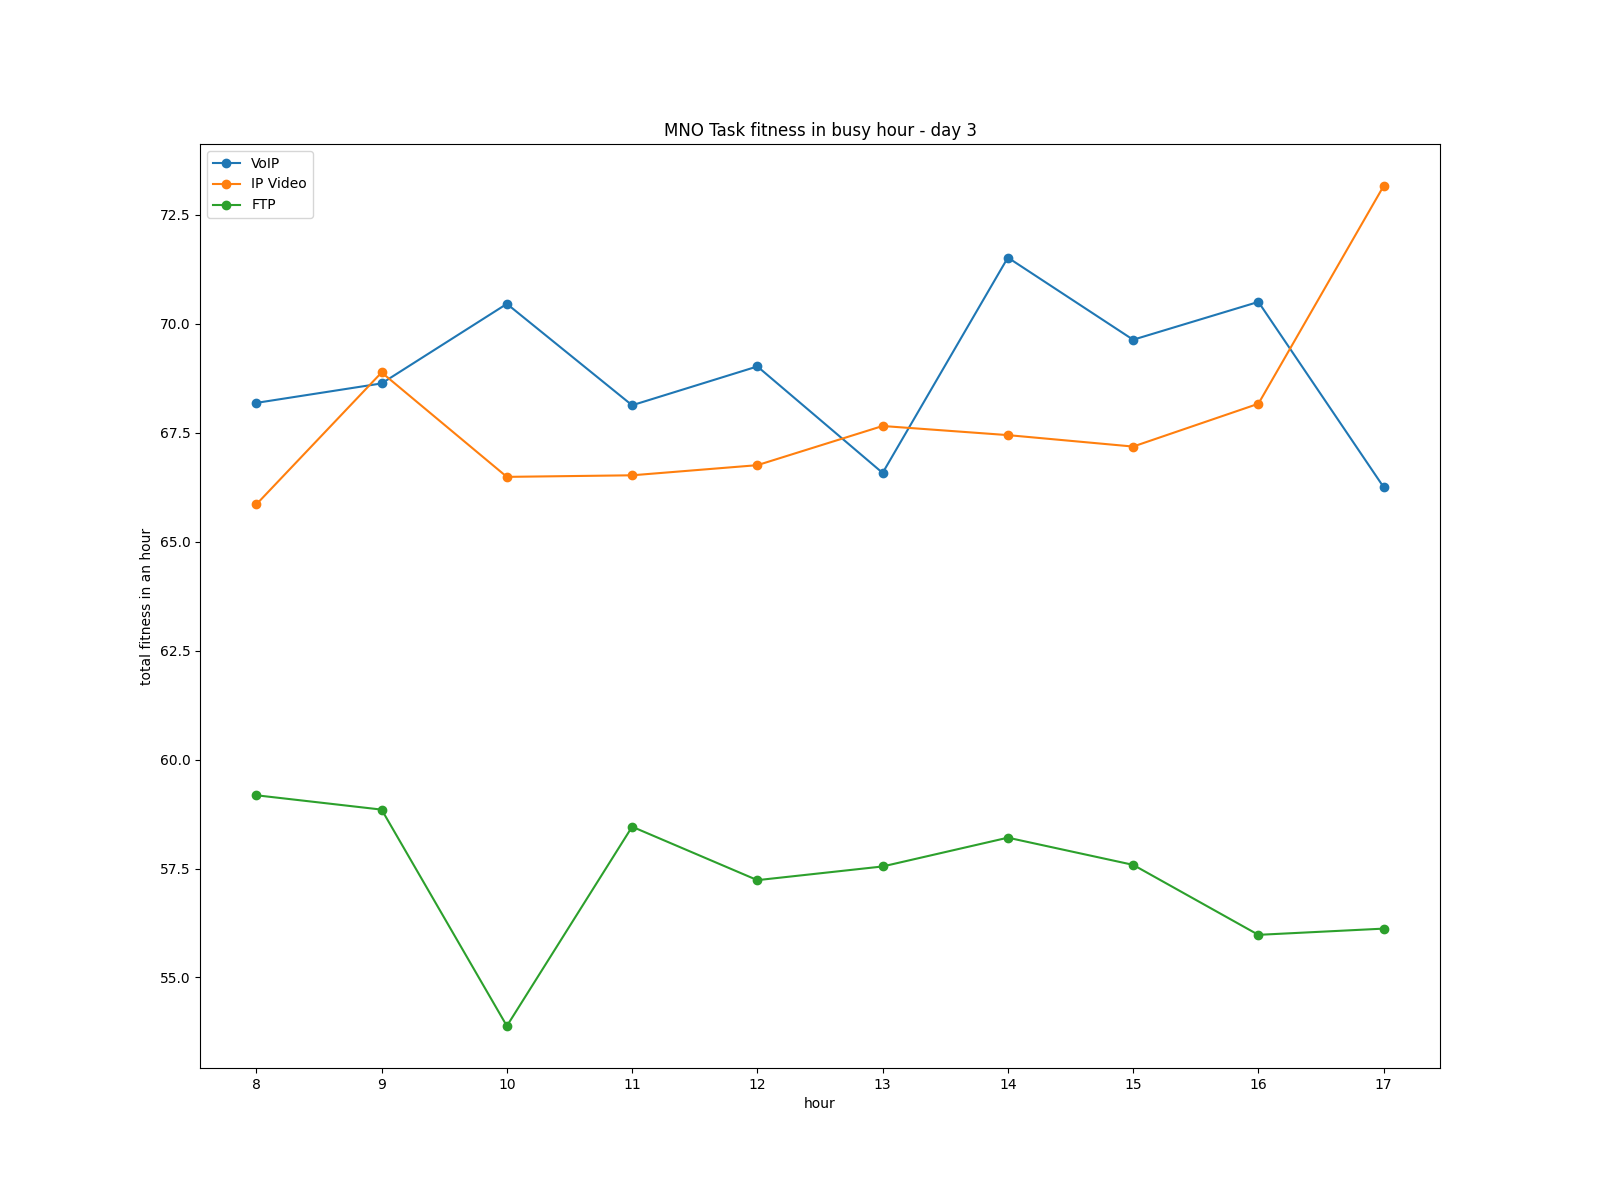 MNO Task fitness in busy hour - day 3
VoIP
IP Video
FTP
total fitness in an hour
72.5
70.0
67.5
65.0
62.5
60.0
57.5
55.0
8 9 10 11 12 13 14 15 16 17
hour